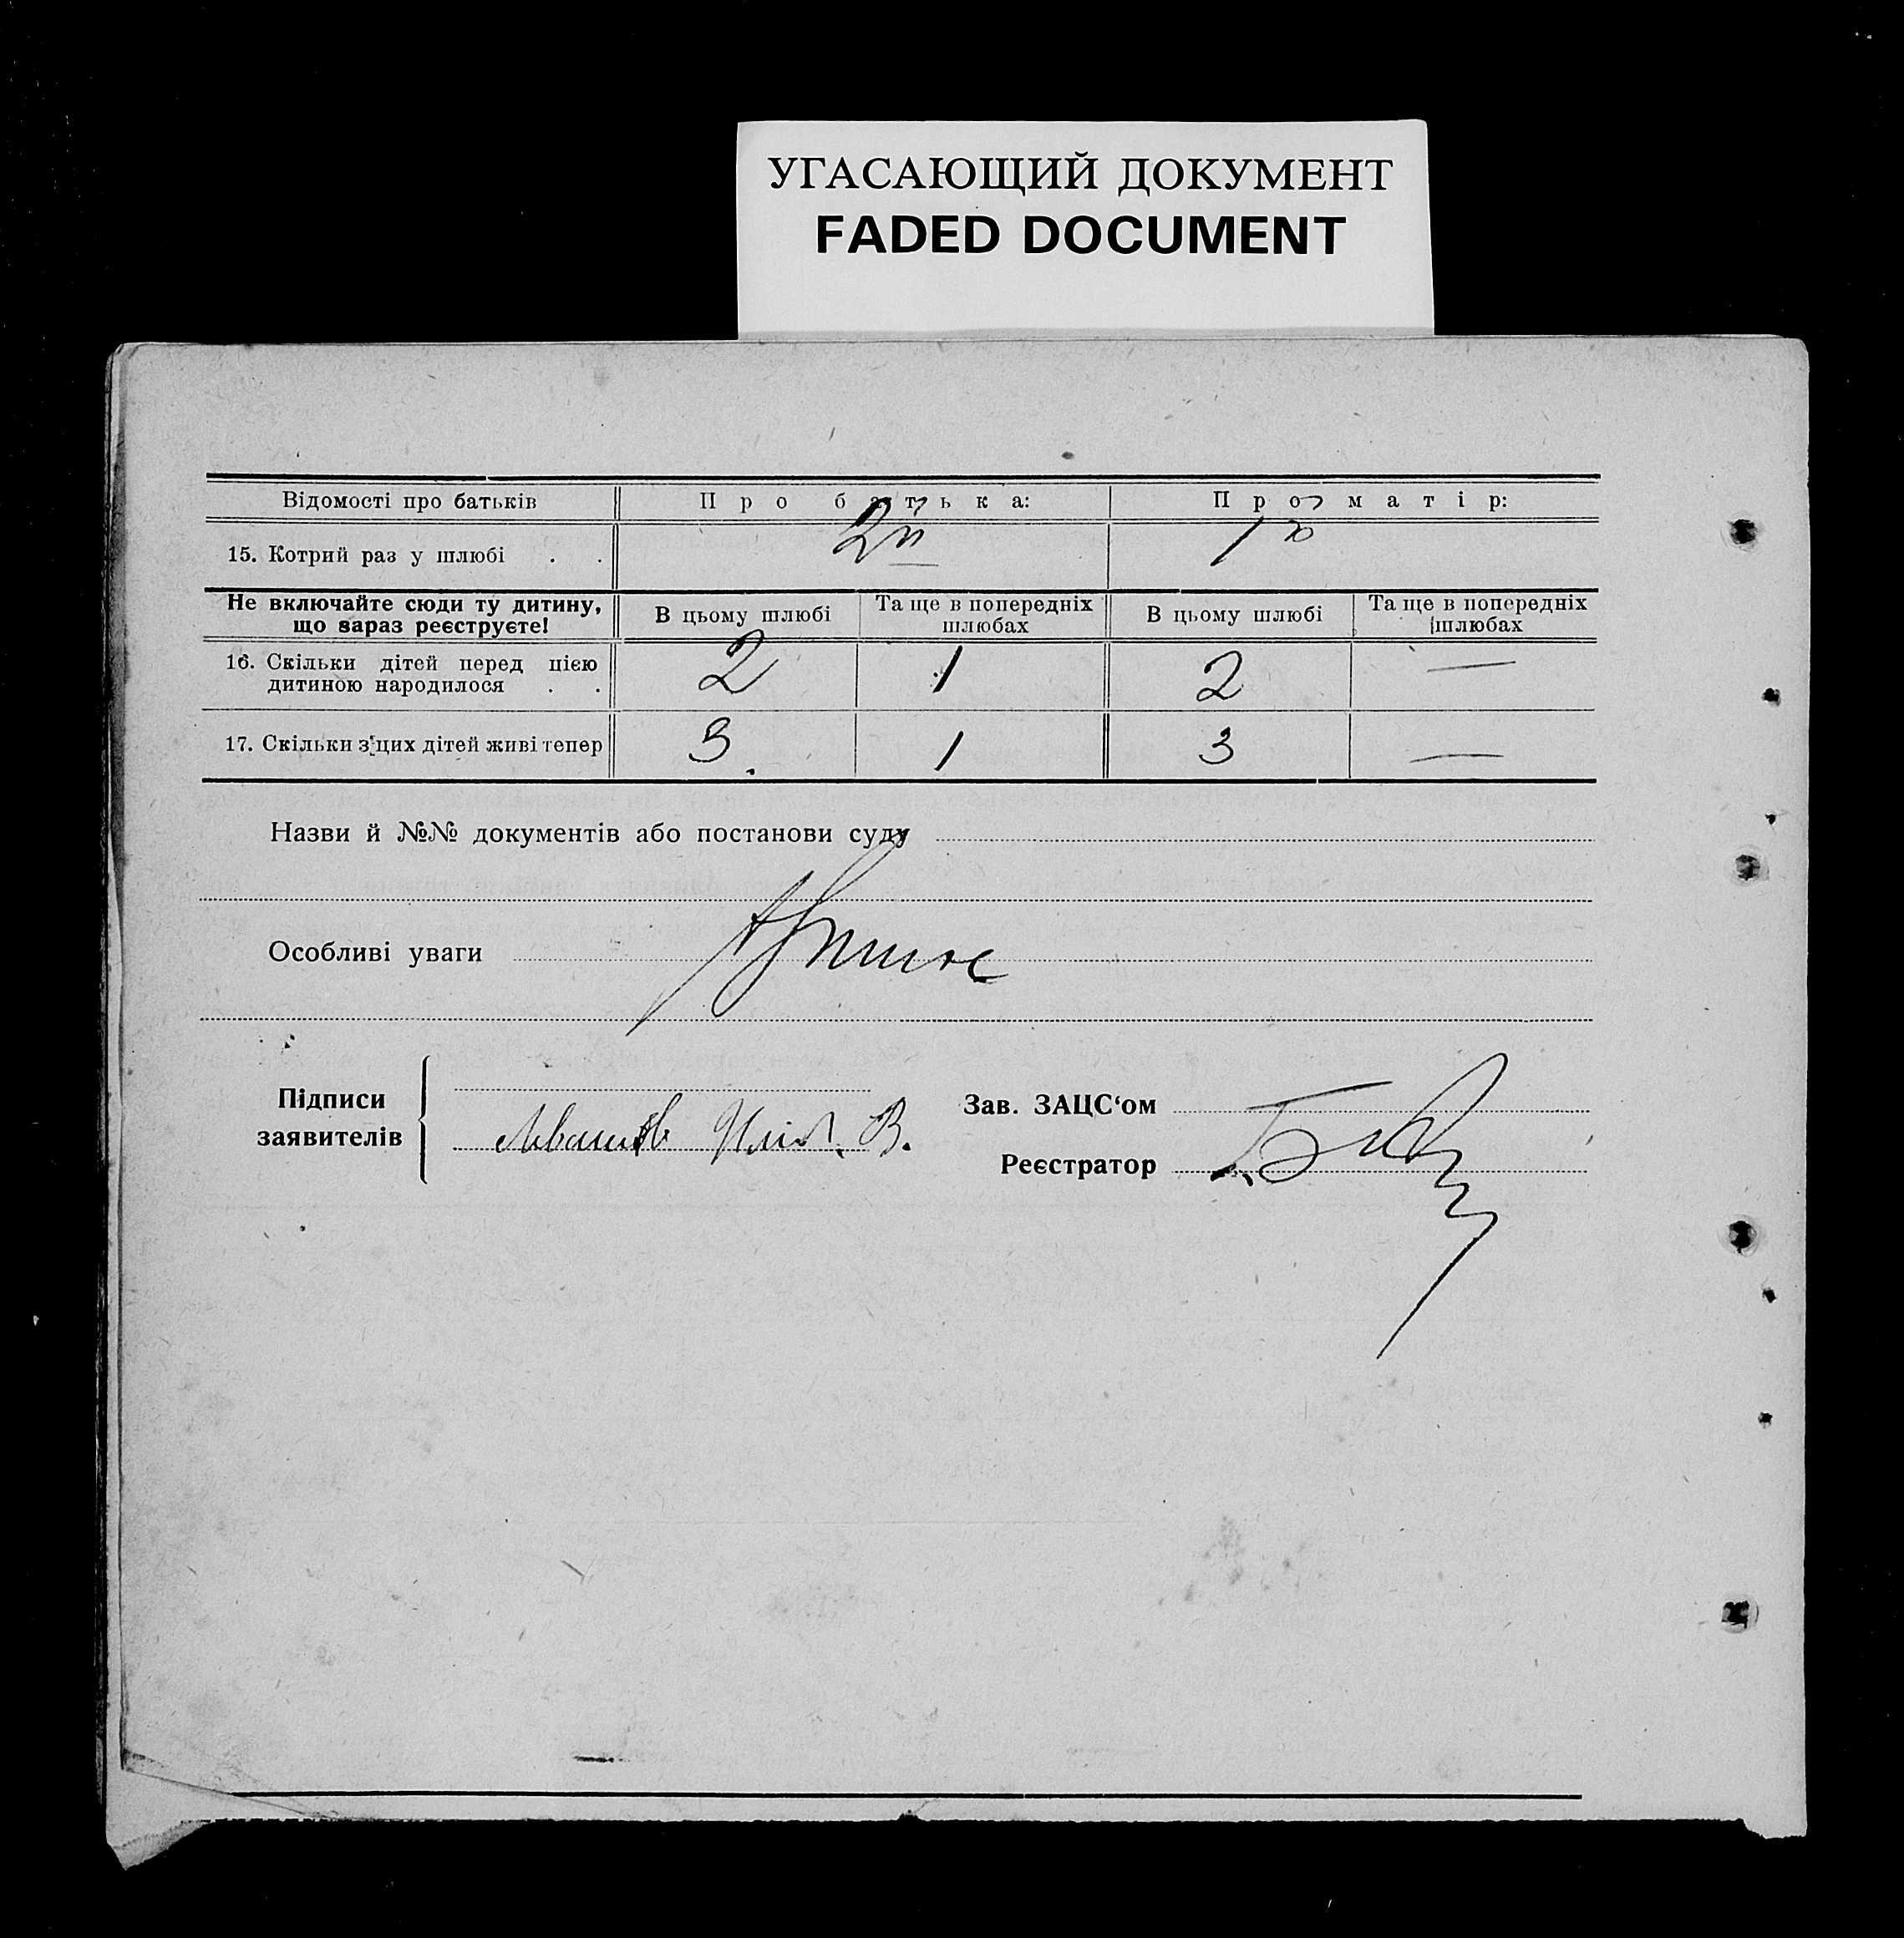 УГАСАЮЩИЙ ДОКУМЕНТ
FADED DOCUMENT
Відомості про батьків Про батька: Про матір:
15. Котрий раз у шлюбі . . 2й 1й
Не включайте сюди ту дитину, що зараз реєструєте! В цьому шлюбі Та ще в попередніх шлюбах В цьому шлюбі Та ще в попередніх шлюбах
16. Скільки дітей перед цією дитиною народилося . . 2 1 2 —
17. Скільки з цих дітей живі тепер 3 1 3 —
Назви й №№ документів або постанови суду
Особливі уваги
Підписи заявителів
В.
Зав. ЗАЦС‘ом
Реєстратор